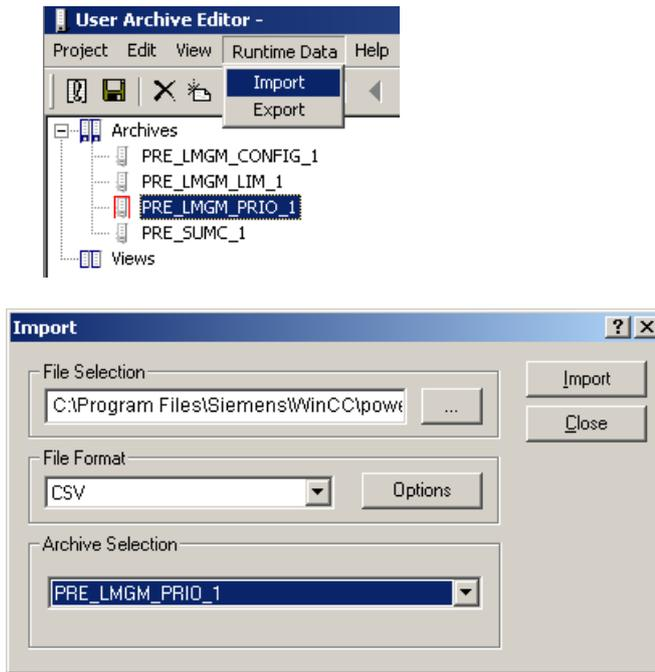 User Archive Editor -
Project Edit View Runtime Data Help
Import
Export
Archives
PRE_LMGM_CONFIG_1
PRE_LMGM_LIM_1
PRE_LMGM_PRIO_1
PRE_SUMC_1
Views
Import
File Selection
C:\Program Files\Siemens\WinCC\powe
...
Import
Close
File Format
CSV
Options
Archive Selection
PRE_LMGM_PRIO_1